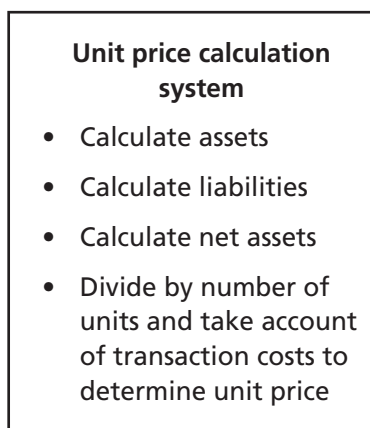 Unit price calculation
system
• Calculate assets
• Calculate liabilities
• Calculate net assets
• Divide by number of
units and take account
of transaction costs to
determine unit price